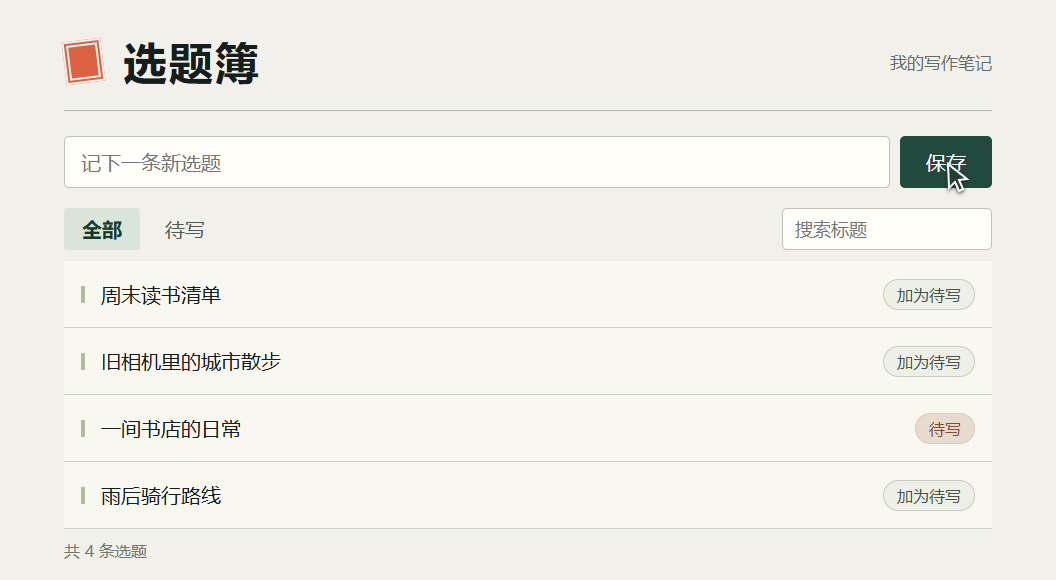 选题簿
我的写作笔记
记下一条新选题
保存
全部
待写
搜索标题
周末读书清单
加为待写
旧相机里的城市散步
加为待写
一间书店的日常
待写
雨后骑行路线
加为待写
共 4 条选题